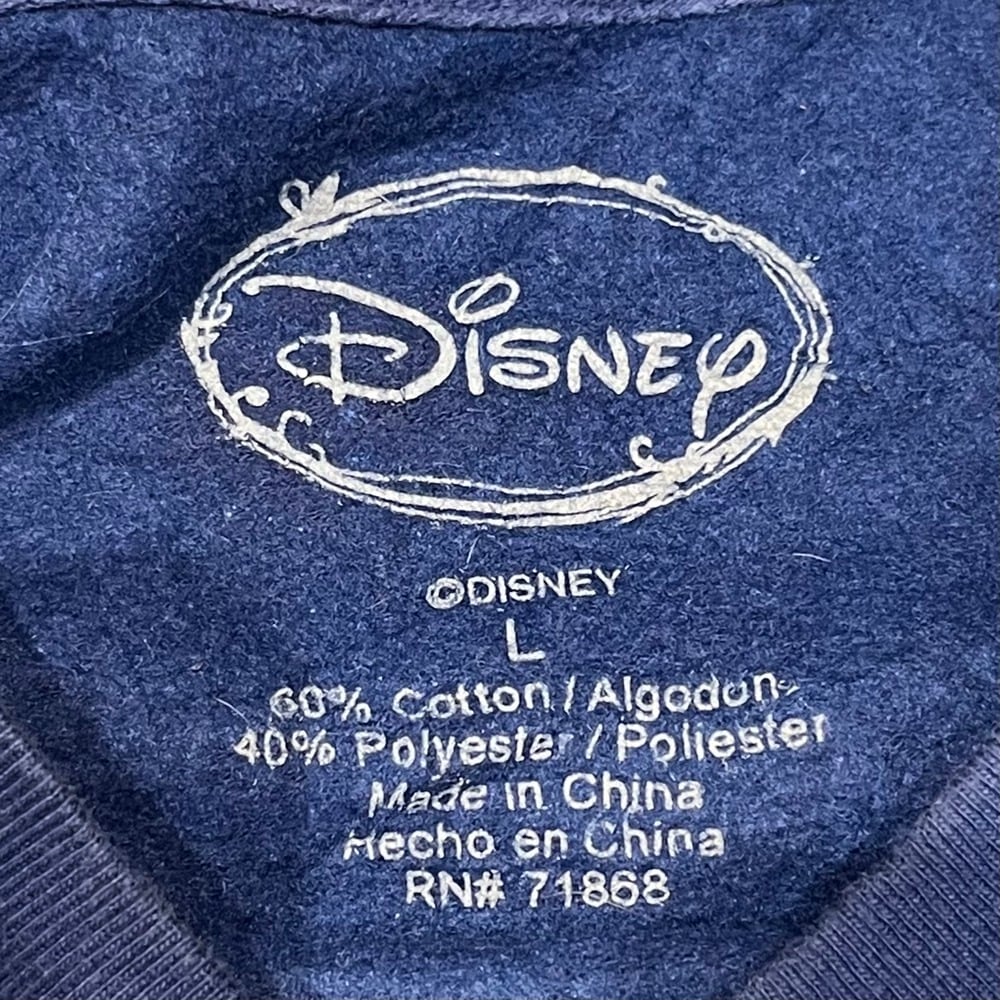 Disney
©DISNEY
L
60% Cotton / Algodon
40% Polyester / Poliester
Made in China
Hecho en China
RN# 71868